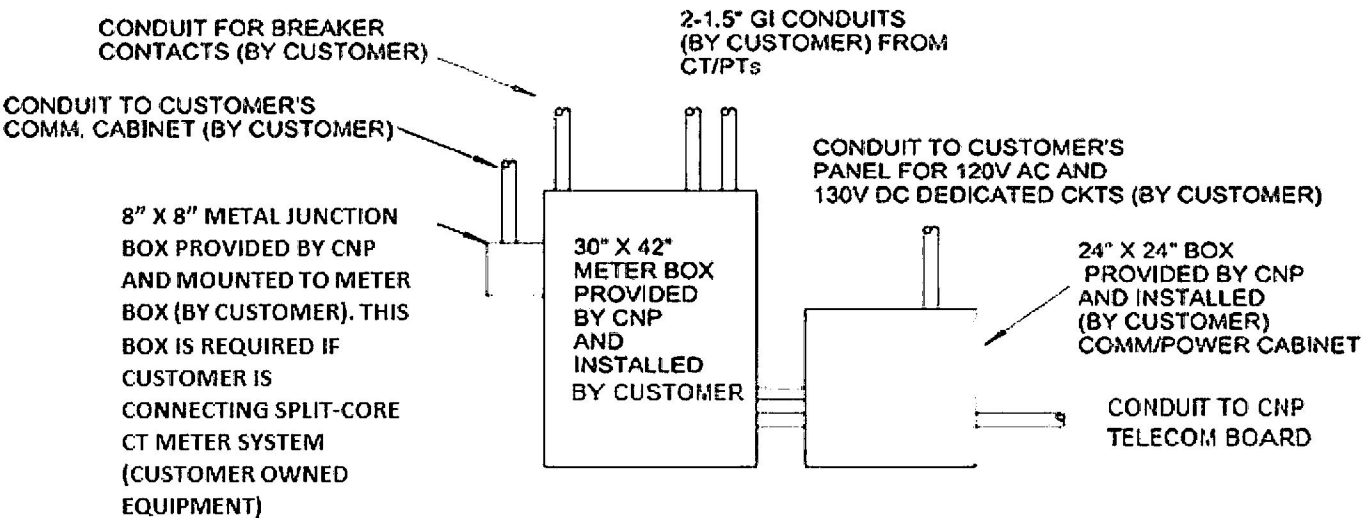 CONDUIT FOR BREAKER
CONTACTS (BY CUSTOMER)
2-1.5" GI CONDUITS
(BY CUSTOMER) FROM
CT/PTs
CONDUIT TO CUSTOMER'S
COMM. CABINET (BY CUSTOMER)
CONDUIT TO CUSTOMER'S
PANEL FOR 120V AC AND
130V DC DEDICATED CKTS (BY CUSTOMER)
8" X 8" METAL JUNCTION
BOX PROVIDED BY CNP
AND MOUNTED TO METER
BOX (BY CUSTOMER). THIS
BOX IS REQUIRED IF
CUSTOMER IS
CONNECTING SPLIT-CORE
CT METER SYSTEM
(CUSTOMER OWNED
EQUIPMENT)
30" X 42"
METER BOX
PROVIDED
BY CNP
AND
INSTALLED
BY CUSTOMER
24" X 24" BOX
PROVIDED BY CNP
AND INSTALLED
(BY CUSTOMER)
COMM/POWER CABINET
CONDUIT TO CNP
TELECOM BOARD